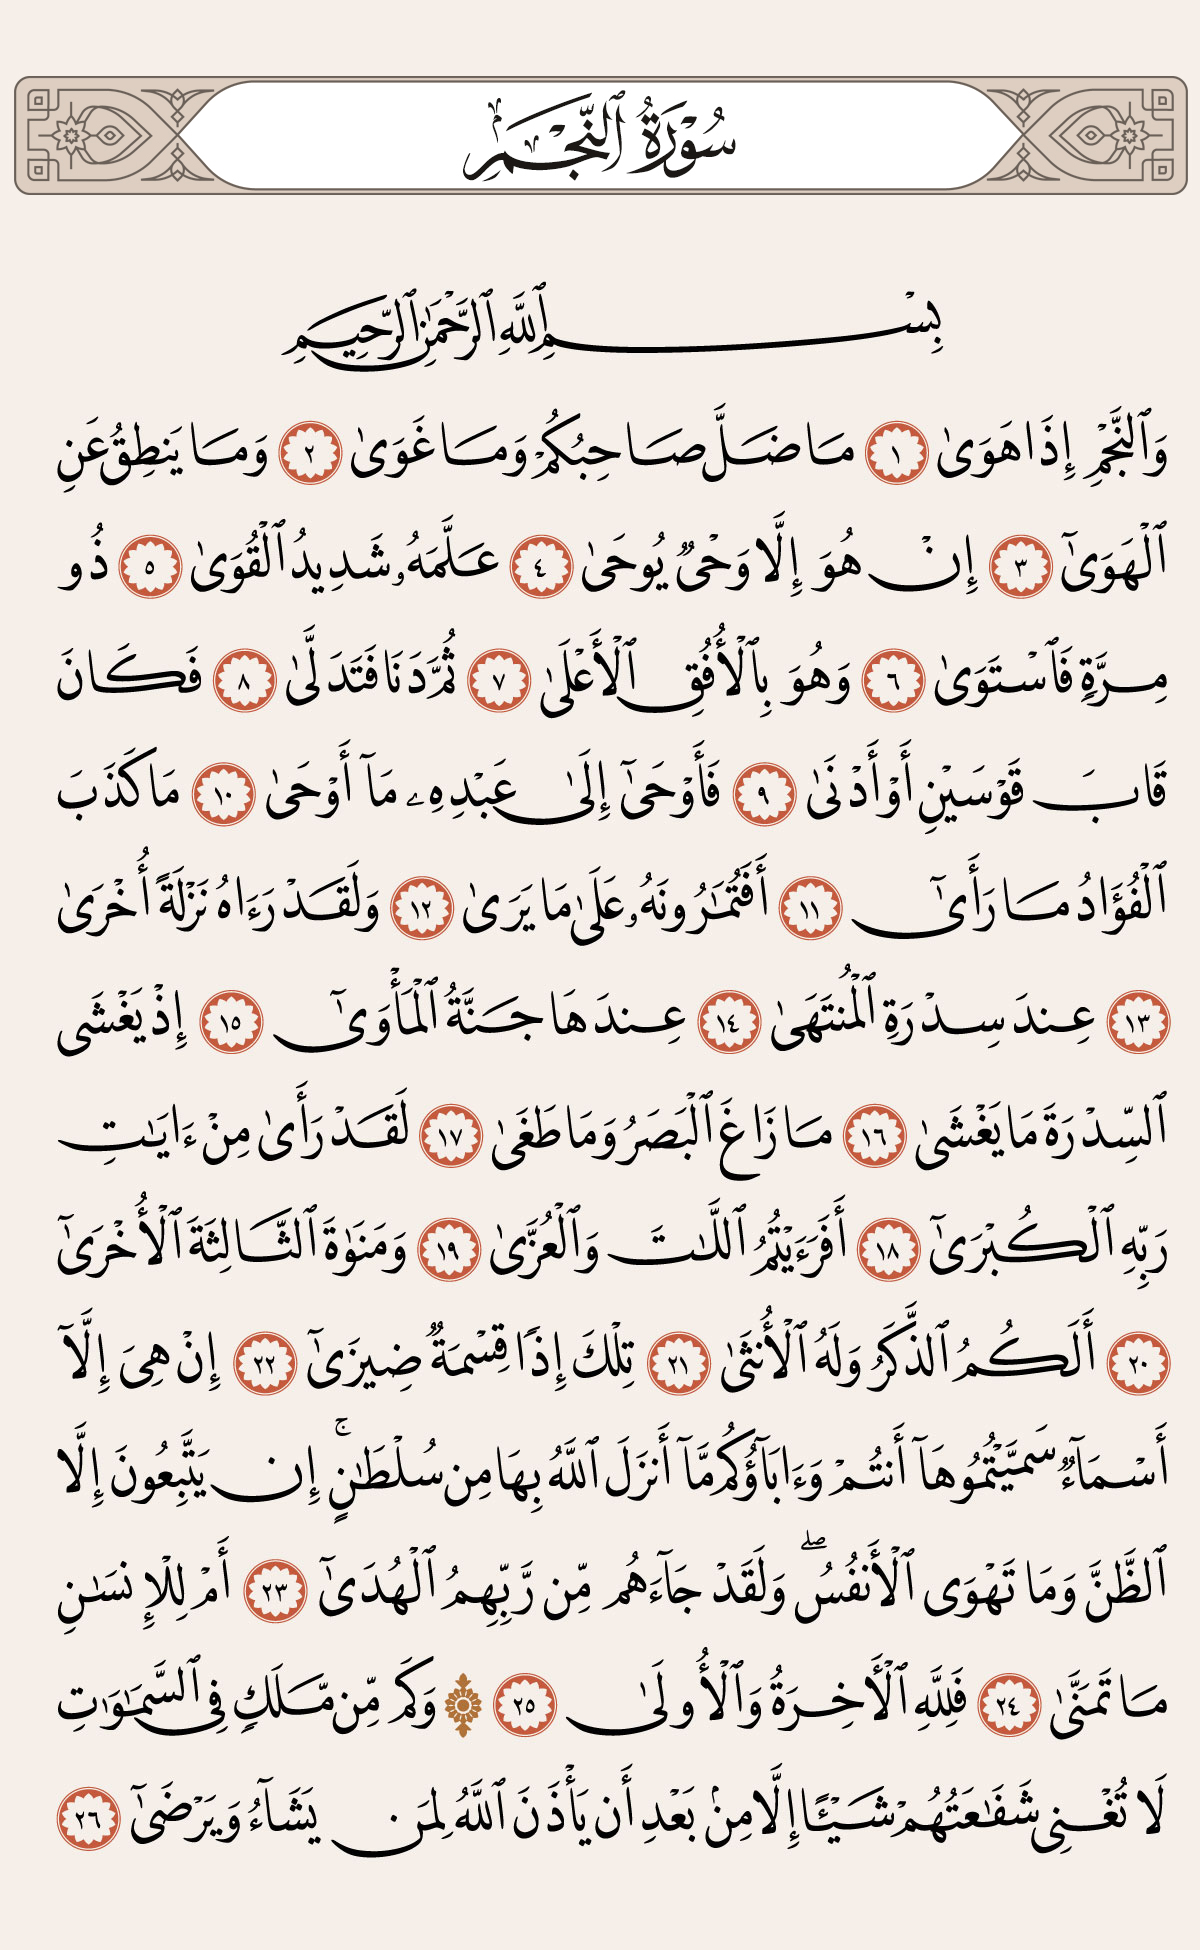 سُورَةُ ٱلنَّجْمِ
بِسْمِ ٱللَّهِ ٱلرَّحْمَٰنِ ٱلرَّحِيمِ
وَٱلنَّجْمِ إِذَا هَوَىٰ ١ مَا ضَلَّ صَاحِبُكُمْ وَمَا غَوَىٰ ٢ وَمَا يَنطِقُ عَنِ
ٱلْهَوَىٰٓ ٣ إِنْ هُوَ إِلَّا وَحْىٌ يُوحَىٰ ٤ عَلَّمَهُۥ شَدِيدُ ٱلْقُوَىٰ ٥ ذُو
مِرَّةٍ فَٱسْتَوَىٰ ٦ وَهُوَ بِٱلْأُفُقِ ٱلْأَعْلَىٰ ٧ ثُمَّ دَنَا فَتَدَلَّىٰ ٨ فَكَانَ
قَابَ قَوْسَيْنِ أَوْ أَدْنَىٰ ٩ فَأَوْحَىٰٓ إِلَىٰ عَبْدِهِۦ مَآ أَوْحَىٰ ١٠ مَا كَذَبَ
ٱلْفُؤَادُ مَا رَأَىٰٓ ١١ أَفَتُمَٰرُونَهُۥ عَلَىٰ مَا يَرَىٰ ١٢ وَلَقَدْ رَءَاهُ نَزْلَةً أُخْرَىٰ
١٣ عِندَ سِدْرَةِ ٱلْمُنتَهَىٰ ١٤ عِندَهَا جَنَّةُ ٱلْمَأْوَىٰٓ ١٥ إِذْ يَغْشَى
ٱلسِّدْرَةَ مَا يَغْشَىٰ ١٦ مَا زَاغَ ٱلْبَصَرُ وَمَا طَغَىٰ ١٧ لَقَدْ رَأَىٰ مِنْ ءَايَٰتِ
رَبِّهِ ٱلْكُبْرَىٰٓ ١٨ أَفَرَءَيْتُمُ ٱللَّٰتَ وَٱلْعُزَّىٰ ١٩ وَمَنَوٰةَ ٱلثَّالِثَةَ ٱلْأُخْرَىٰٓ
٢٠ أَلَكُمُ ٱلذَّكَرُ وَلَهُ ٱلْأُنثَىٰ ٢١ تِلْكَ إِذًا قِسْمَةٌ ضِيزَىٰٓ ٢٢ إِنْ هِىَ إِلَّآ
أَسْمَآءٌ سَمَّيْتُمُوهَآ أَنتُمْ وَءَابَآؤُكُم مَّآ أَنزَلَ ٱللَّهُ بِهَا مِن سُلْطَٰنٍ ۚ إِن يَتَّبِعُونَ إِلَّا
ٱلظَّنَّ وَمَا تَهْوَى ٱلْأَنفُسُ ۖ وَلَقَدْ جَآءَهُم مِّن رَّبِّهِمُ ٱلْهُدَىٰٓ ٢٣ أَمْ لِلْإِنسَٰنِ
مَا تَمَنَّىٰ ٢٤ فَلِلَّهِ ٱلْأَخِرَةُ وَٱلْأُولَىٰ ٢٥ ۞ وَكَم مِّن مَّلَكٍ فِى ٱلسَّمَٰوَٰتِ
لَا تُغْنِى شَفَٰعَتُهُمْ شَيْـًٔا إِلَّا مِنۢ بَعْدِ أَن يَأْذَنَ ٱللَّهُ لِمَن يَشَآءُ وَيَرْضَىٰٓ ٢٦